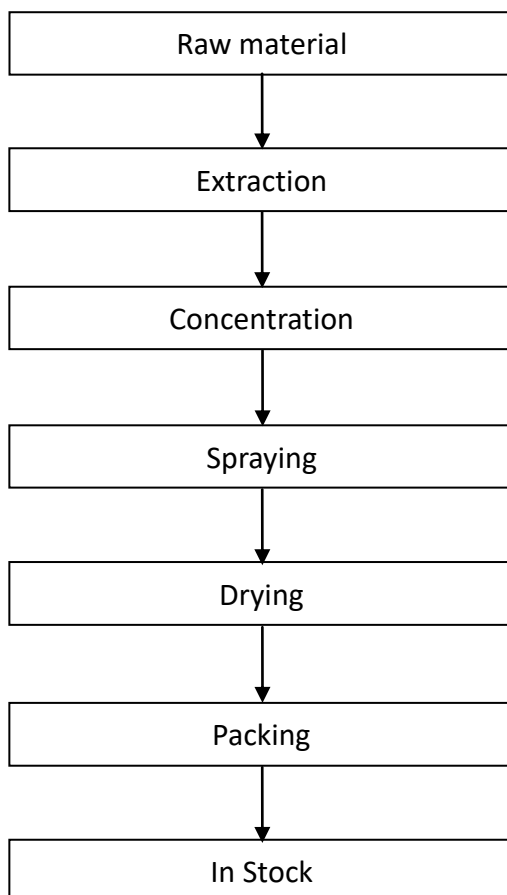 Raw material
Extraction
Concentration
Spraying
Drying
Packing
In Stock